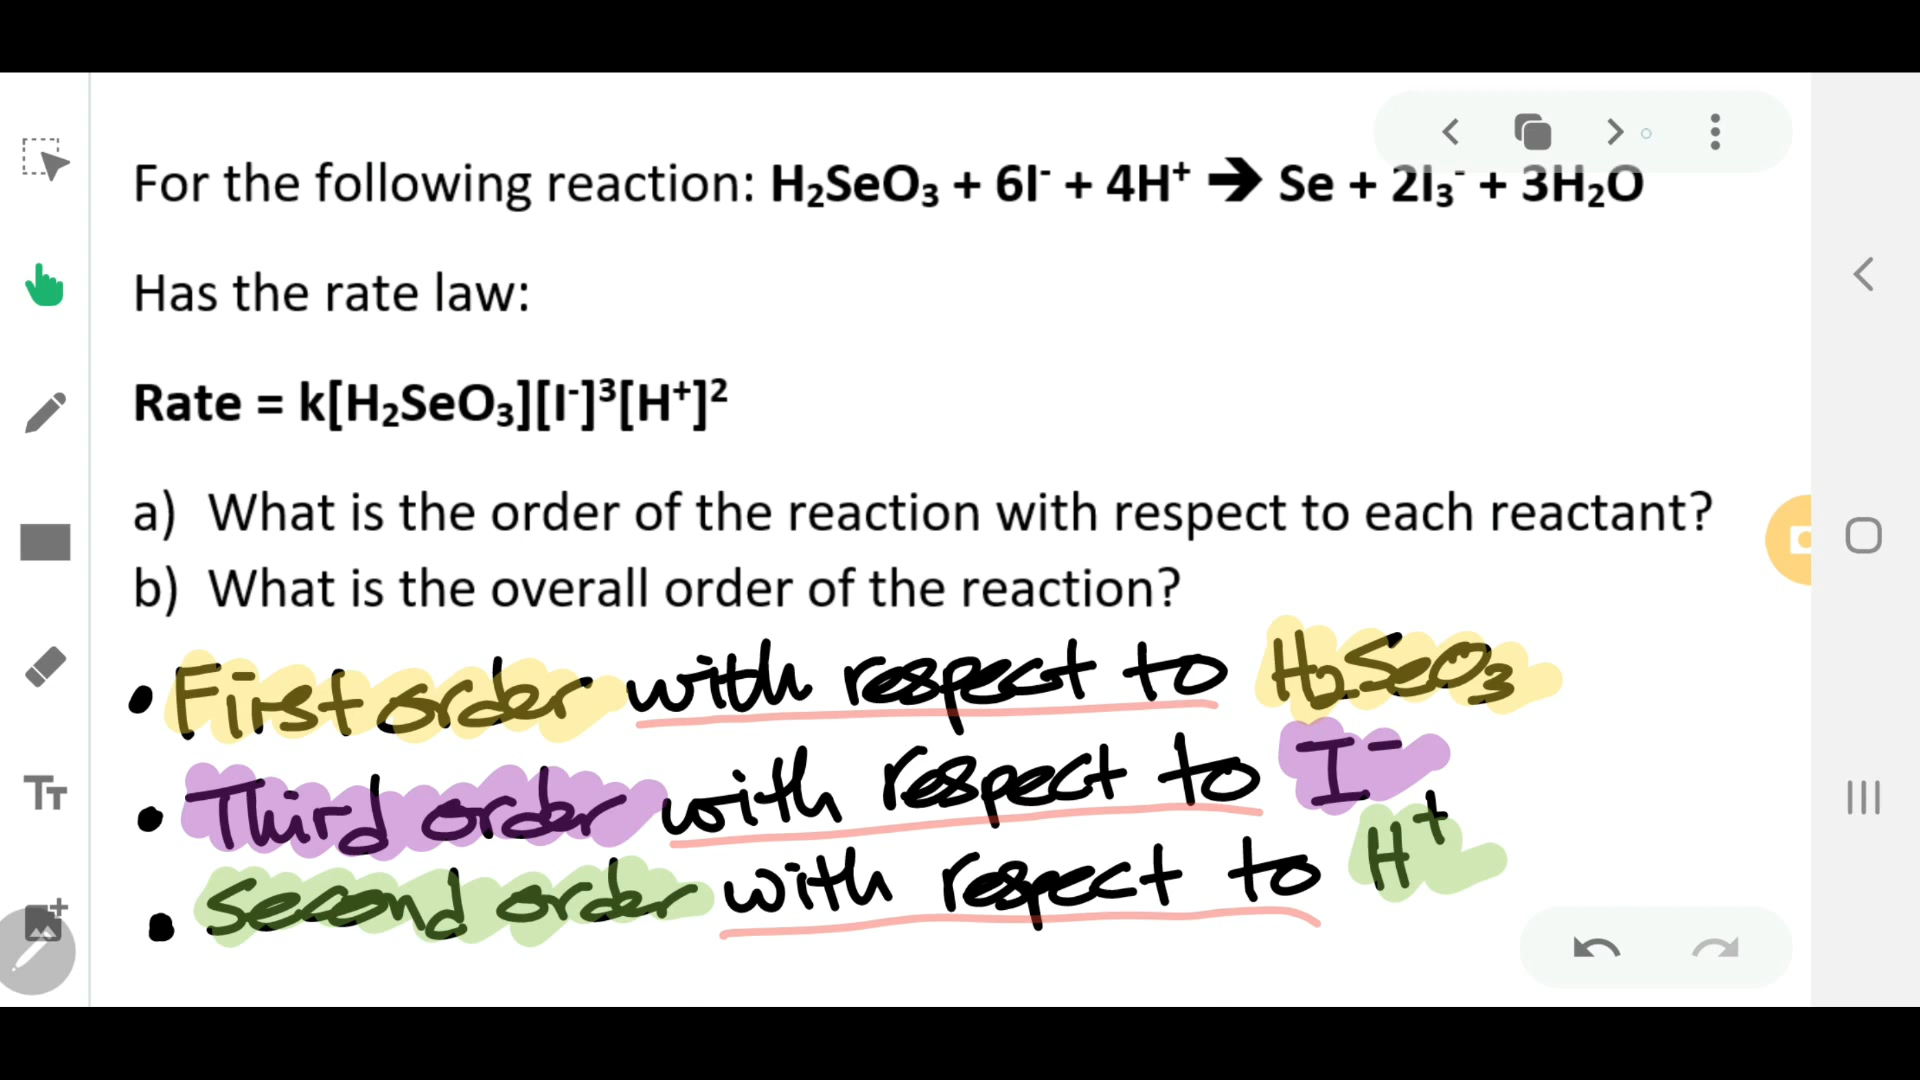 For the following reaction: H₂SeO₃ + 6I⁻ + 4H⁺ ➔ Se + 2I₃⁻ + 3H₂O
Has the rate law:
Rate = k[H₂SeO₃][I⁻]³[H⁺]²
a) What is the order of the reaction with respect to each reactant?
b) What is the overall order of the reaction?
• First order with respect to H₂SeO₃
• Third order with respect to I⁻
• Second order with respect to H⁺
TT